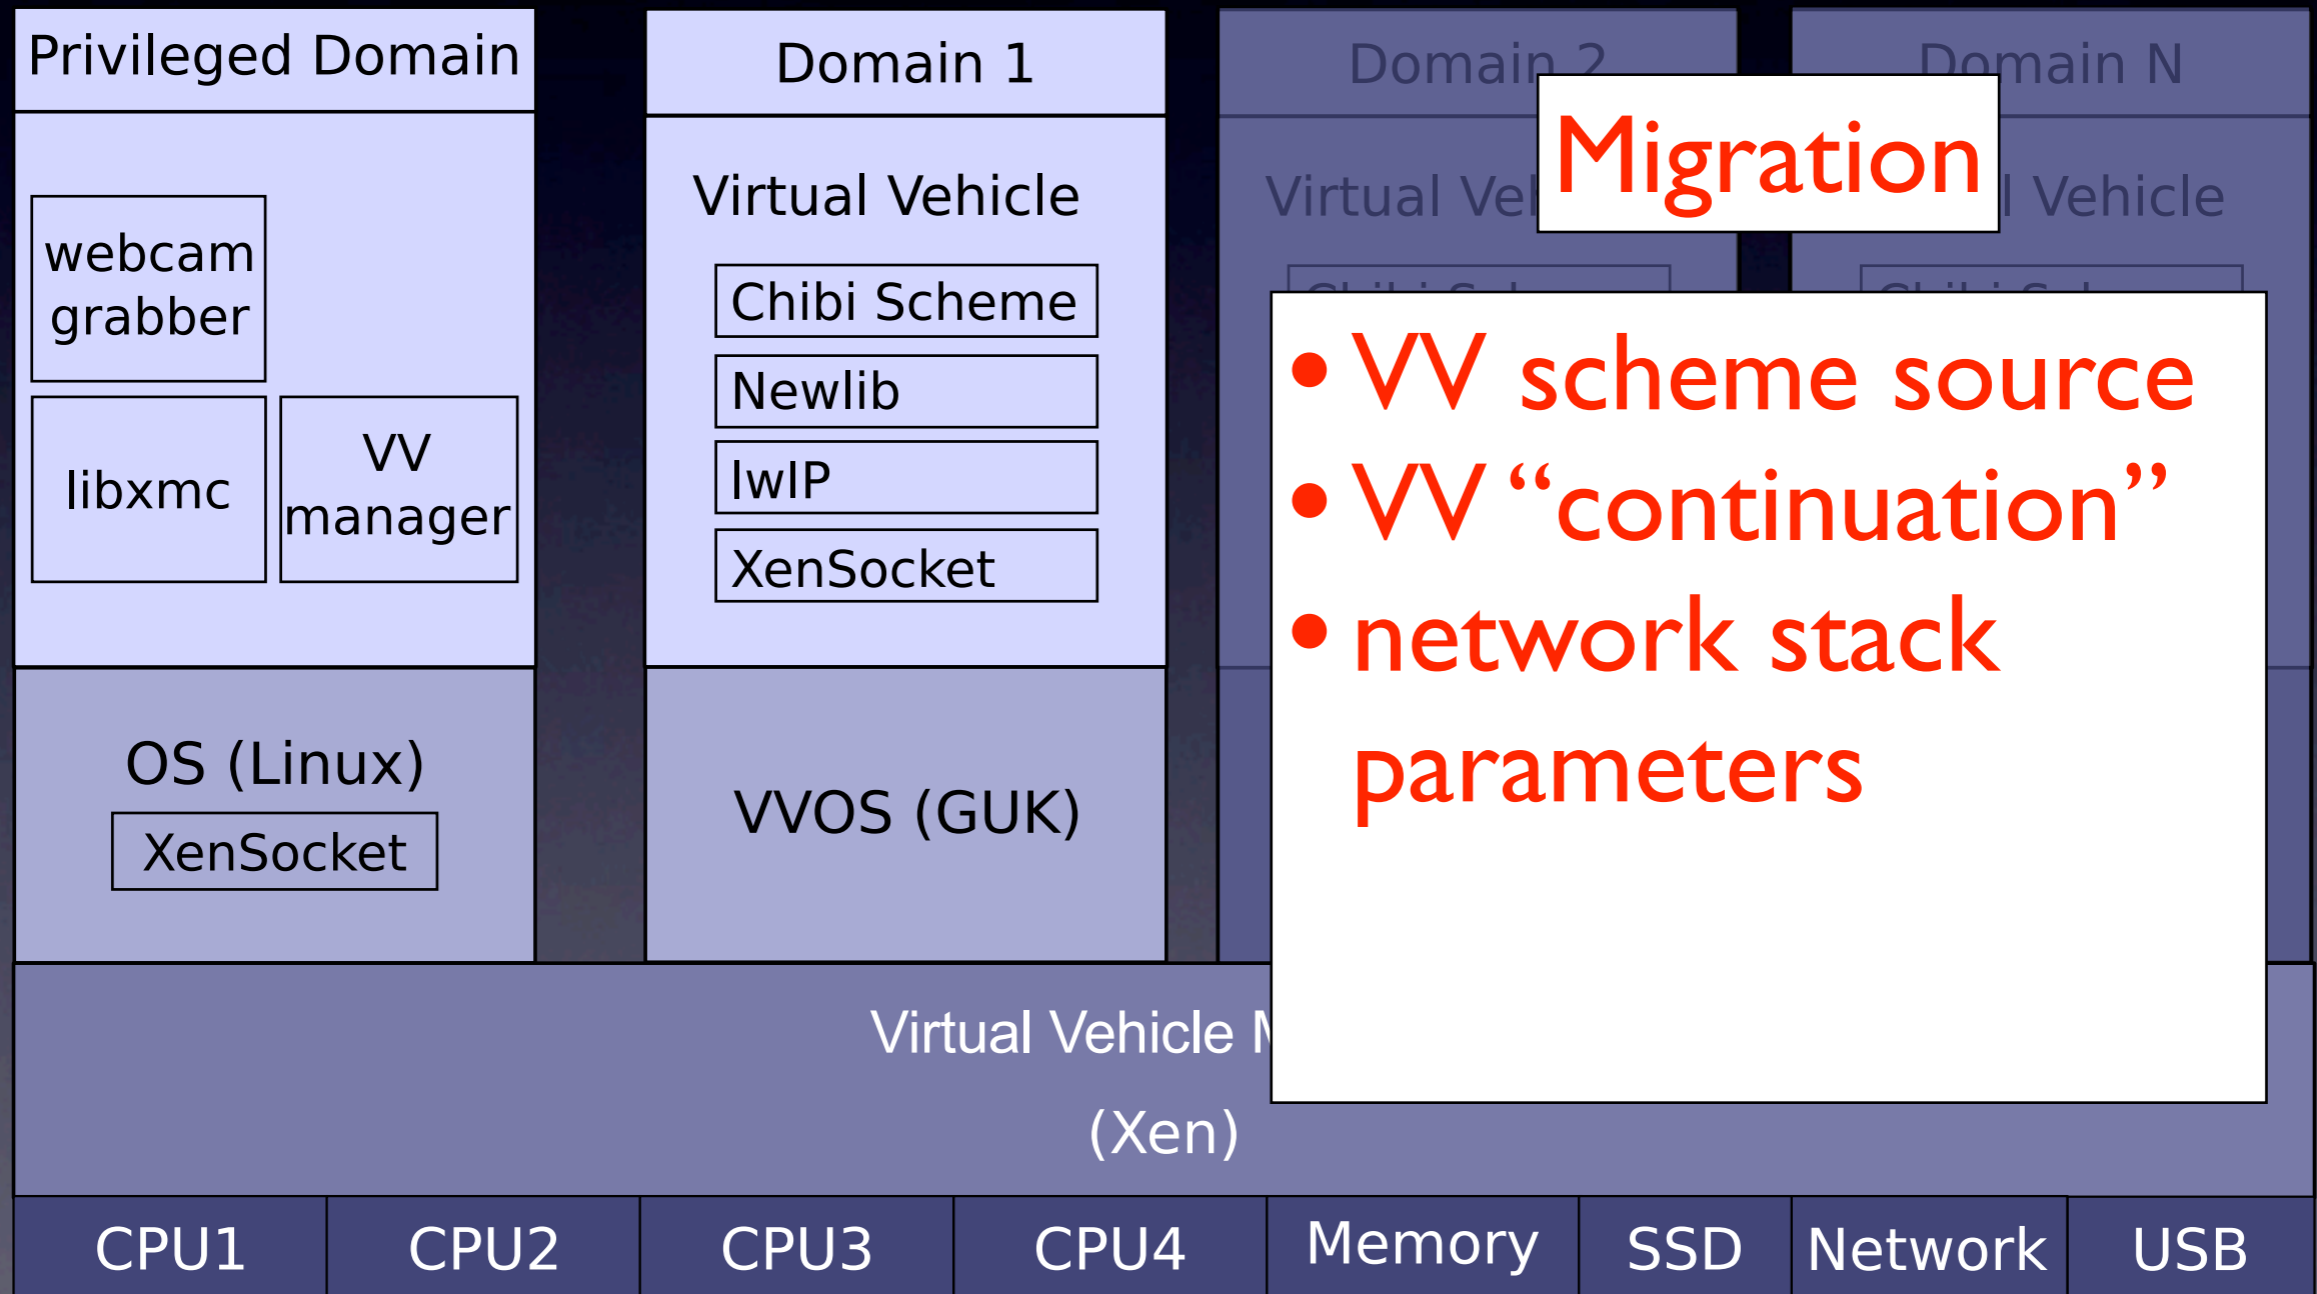 Privileged Domain
webcam
grabber
libxmc
VV
manager
OS (Linux)
XenSocket
Domain 1
Virtual Vehicle
Chibi Scheme
Newlib
lwIP
XenSocket
VVOS (GUK)
Domain 2
Virtual
Domain N
Vehicle
Migration
• VV scheme source
• VV “continuation”
• network stack
parameters
Virtual Vehicle
(Xen)
CPU1
CPU2
CPU3
CPU4
Memory
SSD
Network
USB